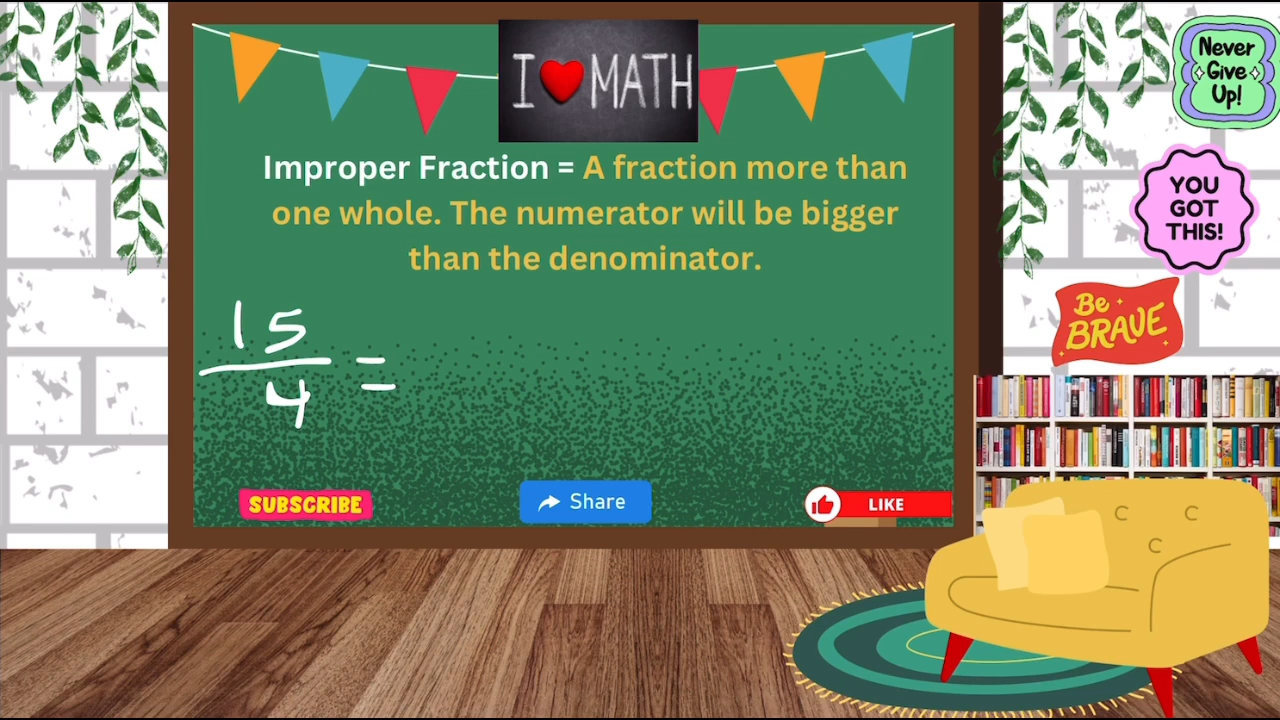 I ❤ MATH
Improper Fraction = A fraction more than
one whole. The numerator will be bigger
than the denominator.
15
4
=
SUBSCRIBE
Share
LIKE
Never
Give
Up!
YOU
GOT
THIS!
Be
BRAVE